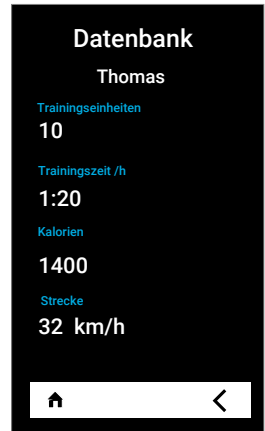 Datenbank
Thomas
Trainingseinheiten
10
Trainingszeit /h
1:20
Kalorien
1400
Strecke
32 km/h